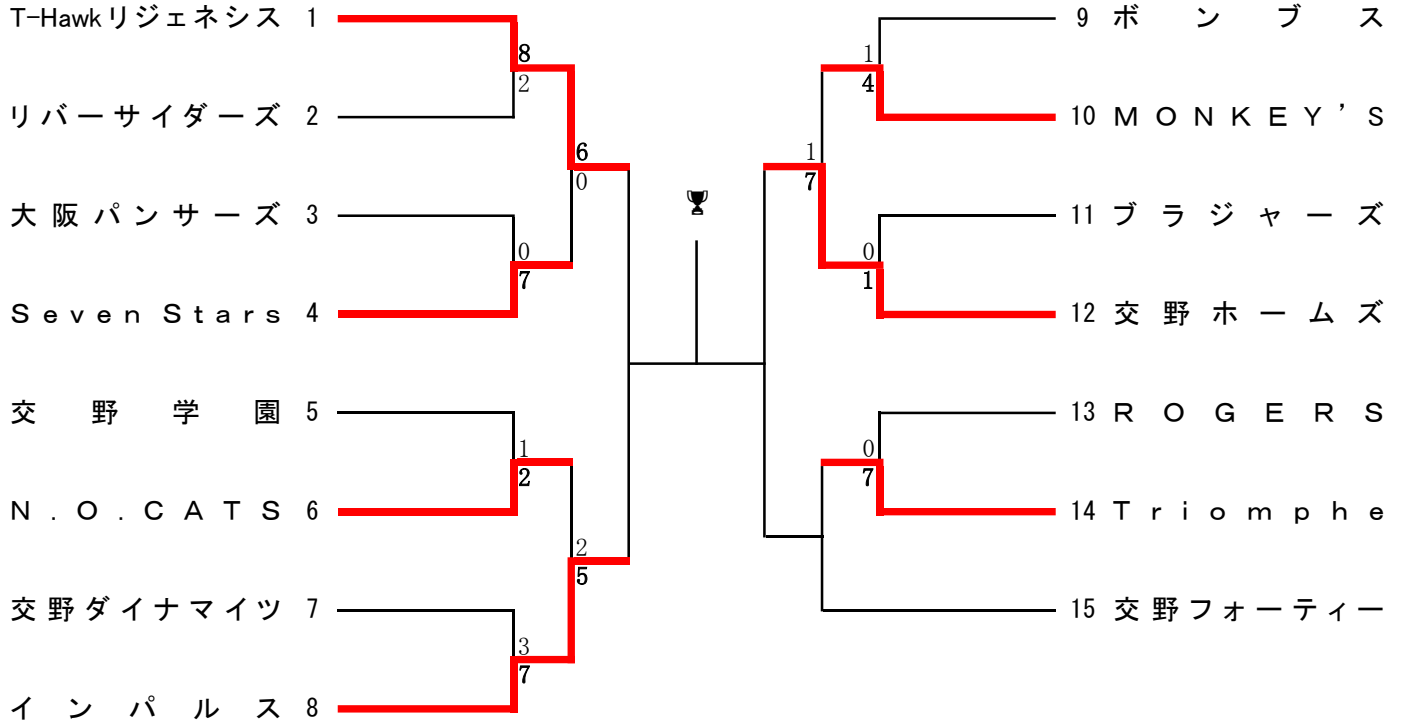 T-Hawkリジェネシス 1
8
2
リバーサイダーズ 2
6
0
大阪パンサーズ 3
0
7
Seven Stars 4
交野学園 5
1
2
N.O.CATS 6
2
5
交野ダイナマイツ 7
3
7
インパルス 8
9 ボンブス
1
4
10 MONKEY'S
1
7
11 ブラジャーズ
0
1
12 交野ホームズ
13 ROGERS
0
7
14 Triomphe
15 交野フォーティー